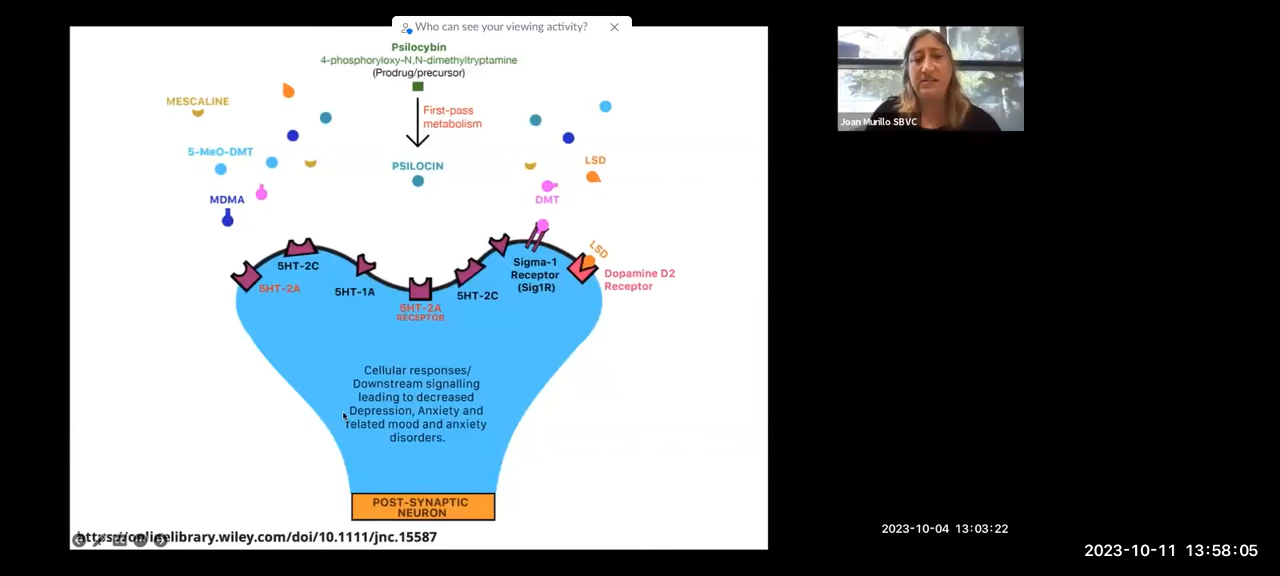 Who can see your viewing activity?
Psilocybin
4-phosphoryloxy-N,N-dimethyltryptamine
(Prodrug/precursor)
First-pass
metabolism
PSILOCIN
MESCALINE
5-MeO-DMT
MDMA
LSD
DMT
LSD
5HT-2A
5HT-2C
5HT-1A
5HT-2A
RECEPTOR
5HT-2C
Sigma-1
Receptor
(Sig1R)
Dopamine D2
Receptor
Cellular responses/
Downstream signalling
leading to decreased
Depression, Anxiety and
related mood and anxiety
disorders.
POST-SYNAPTIC
NEURON
https://onlinelibrary.wiley.com/doi/10.1111/jnc.15587
Joan Murillo SBVC
2023-10-04 13:03:22
2023-10-11 13:58:05